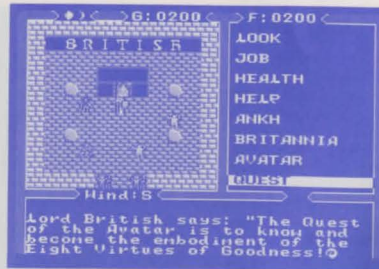 G:0200
F:0200
BRITISH
LOOK
JOB
HEALTH
HELP
ANKH
BRITANNIA
AVATAR
QUEST
Wind:S
Lord British says: "The Quest
of the Avatar is to know and
become the embodiment of the
Eight Virtues of Goodness!